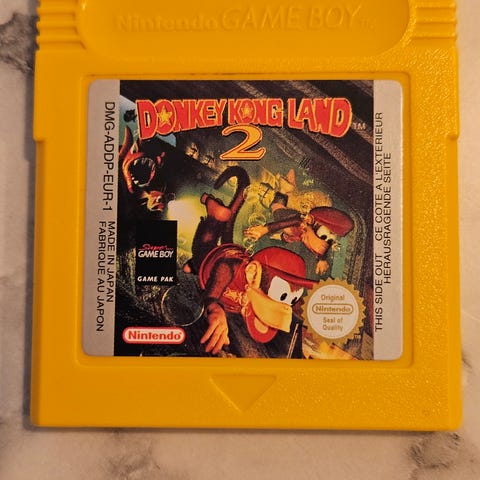 Nintendo GAME BOY TM
DONKEY KONG LAND TM
2
DMG-ADDP-EUR-1
MADE IN JAPAN
FABRIQUE AU JAPON
Super
GAME BOY
GAME PAK
Nintendo
Original
Nintendo
Seal of
Quality
THIS SIDE OUT CE COTE A L'EXTERIEUR
HERAUSRAGENDE SEITE